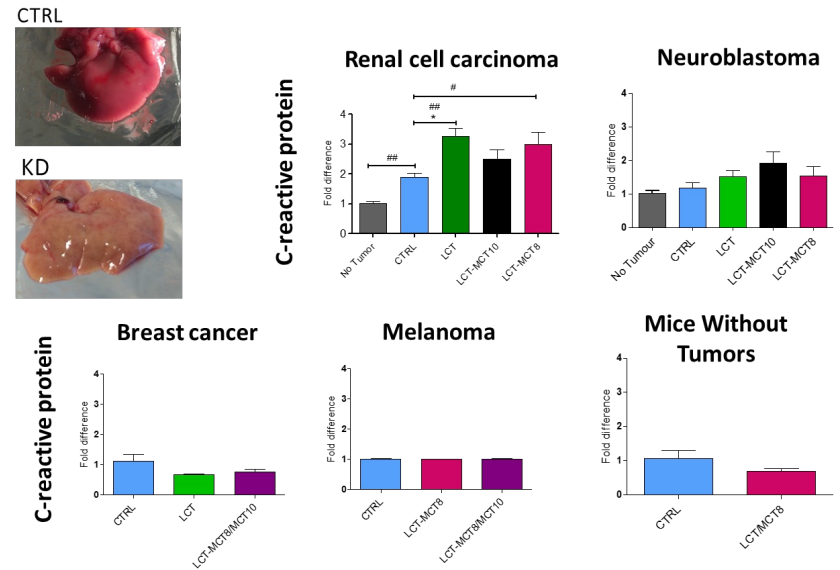 CTRL
KD
C-reactive protein
Renal cell carcinoma
Fold difference
4
3
2
1
0
##
##
*
#
No Tumor
CTRL
LCT
LCT-MCT10
LCT-MCT8
Neuroblastoma
Fold difference
4
3
2
1
0
No Tumour
CTRL
LCT
LCT-MCT10
LCT-MCT8
C-reactive protein
Breast cancer
Fold difference
4
3
2
1
0
CTRL
LCT
LCT-MCT8/MCT10
Melanoma
Fold difference
4
3
2
1
0
CTRL
LCT-MCT8
LCT-MCT8/MCT10
Mice Without
Tumors
Fold difference
4
3
2
1
0
CTRL
LCT/MCT8